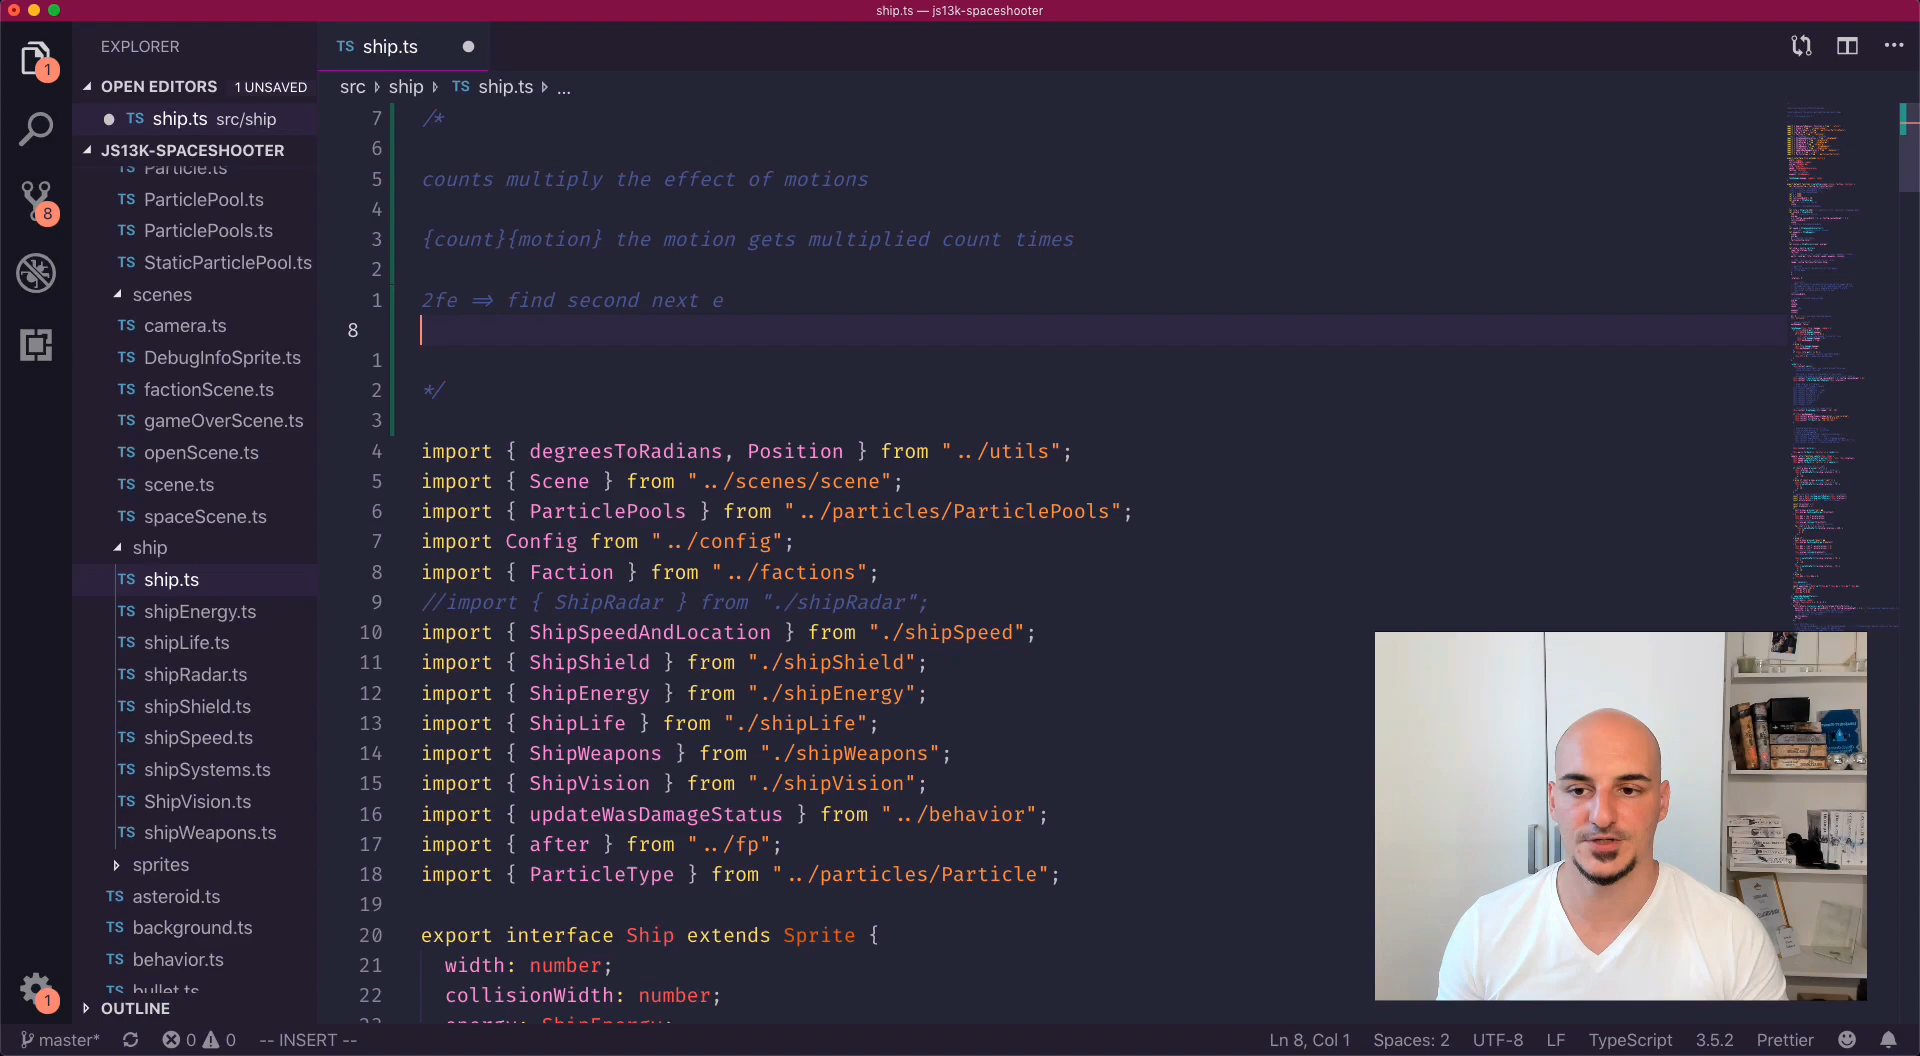 ship.ts — js13k-spaceshooter
EXPLORER
OPEN EDITORS 1 UNSAVED
TS ship.ts src/ship
JS13K-SPACESHOOTER
TS Particle.ts
TS ParticlePool.ts
TS ParticlePools.ts
TS StaticParticlePool.ts
scenes
TS camera.ts
TS DebugInfoSprite.ts
TS factionScene.ts
TS gameOverScene.ts
TS openScene.ts
TS scene.ts
TS spaceScene.ts
ship
TS ship.ts
TS shipEnergy.ts
TS shipLife.ts
TS shipRadar.ts
TS shipShield.ts
TS shipSpeed.ts
TS shipSystems.ts
TS ShipVision.ts
TS shipWeapons.ts
sprites
TS asteroid.ts
TS background.ts
TS behavior.ts
TS bullet.ts
OUTLINE
1
8
1
TS ship.ts
src ship TS ship.ts ...
7 /*
6
5 counts multiply the effect of motions
4
3 {count}{motion} the motion gets multiplied count times
2
1 2fe => find second next e
8
1
2 */
3
4 import { degreesToRadians, Position } from "../utils";
5 import { Scene } from "../scenes/scene";
6 import { ParticlePools } from "../particles/ParticlePools";
7 import Config from "../config";
8 import { Faction } from "../factions";
9 //import { ShipRadar } from "./shipRadar";
10 import { ShipSpeedAndLocation } from "./shipSpeed";
11 import { ShipShield } from "./shipShield";
12 import { ShipEnergy } from "./shipEnergy";
13 import { ShipLife } from "./shipLife";
14 import { ShipWeapons } from "./shipWeapons";
15 import { ShipVision } from "./shipVision";
16 import { updateWasDamageStatus } from "../behavior";
17 import { after } from "../fp";
18 import { ParticleType } from "../particles/Particle";
19
20 export interface Ship extends Sprite {
21 width: number;
22 collisionWidth: number;
23 energy: ShipEnergy;
master* 0 0 -- INSERT -- Ln 8, Col 1 Spaces: 2 UTF-8 LF TypeScript 3.5.2 Prettier